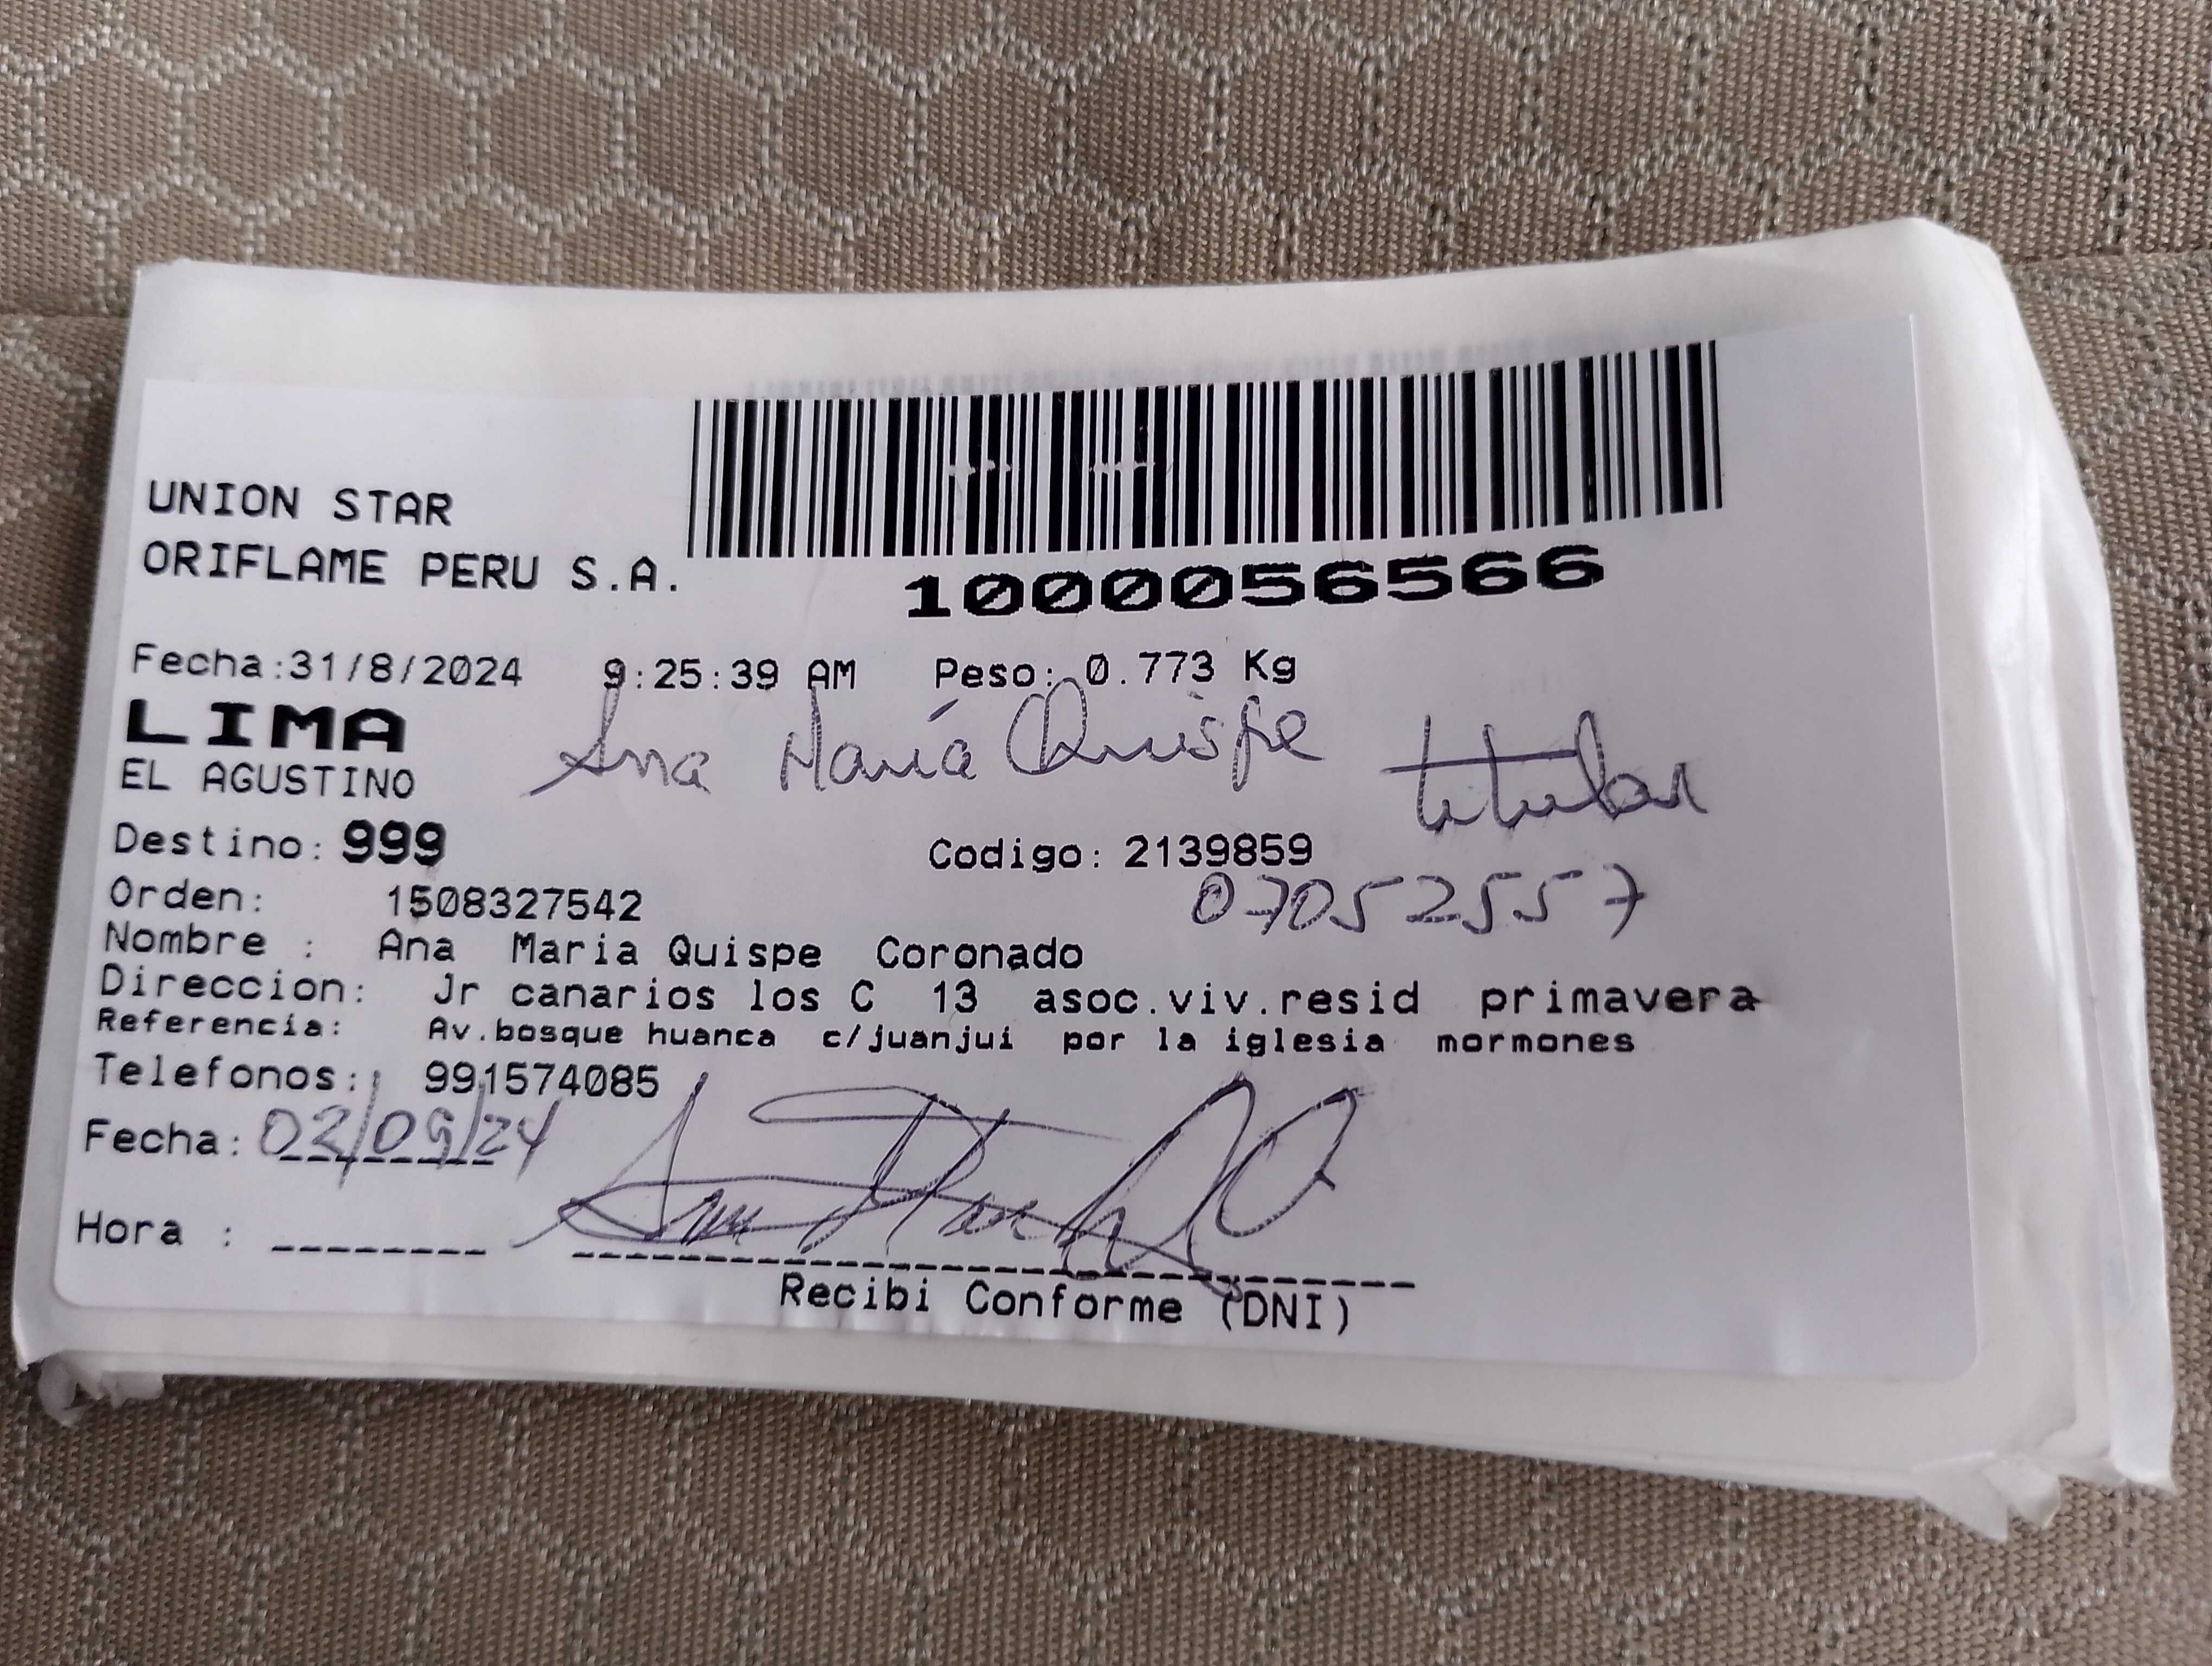 UNION STAR
ORIFLAME PERU S.A.
1000056566
Fecha:31/8/2024 9:25:39 AM Peso: 0.773 Kg
LIMA
EL AGUSTINO
Ana María Quispe titular
Destino: 999 Codigo: 2139859
07052557
Orden: 1508327542
Nombre : Ana Maria Quispe Coronado
Direccion: Jr canarios los C 13 asoc.viv.resid primavera
Referencia: Av.bosque huanca c/juanjui por la iglesia mormones
Telefonos: 991574085
Fecha: 02/09/24
Hora :
Recibi Conforme (DNI)